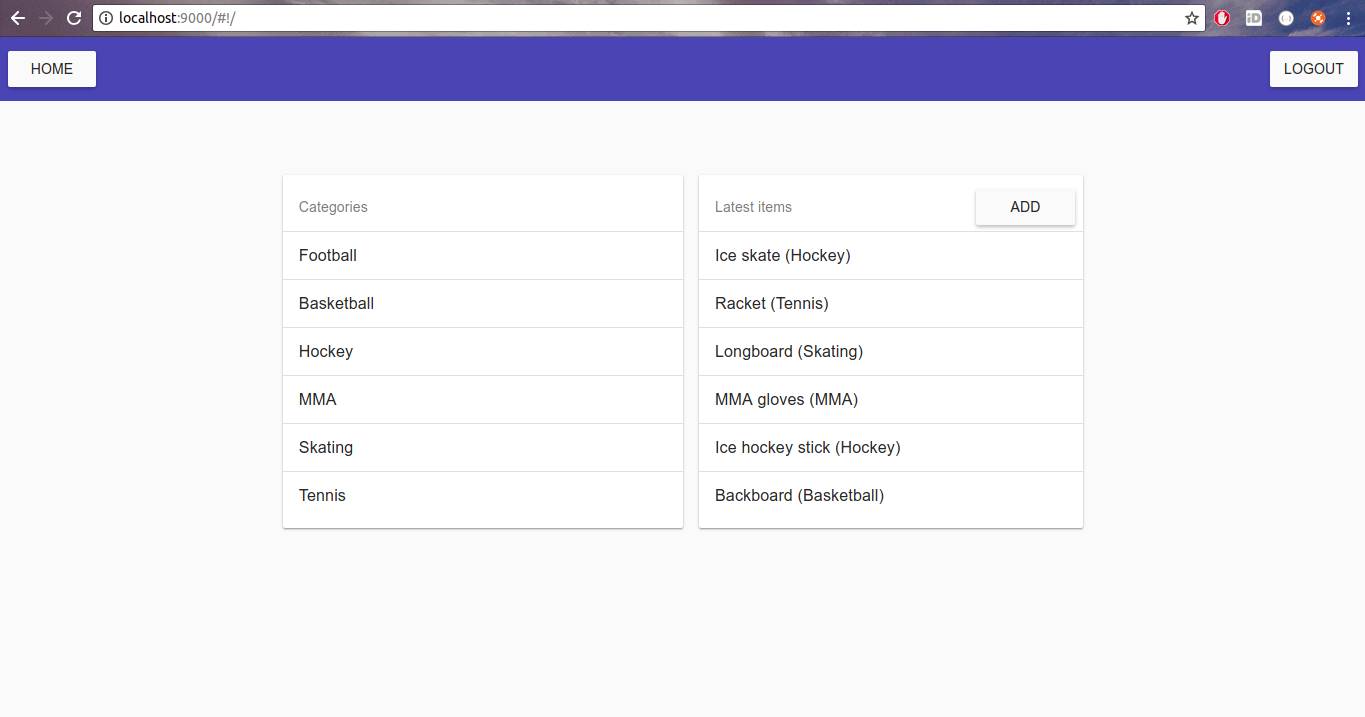 localhost:9000/#!/
HOME
LOGOUT
Categories
Football
Basketball
Hockey
MMA
Skating
Tennis
Latest items
ADD
Ice skate (Hockey)
Racket (Tennis)
Longboard (Skating)
MMA gloves (MMA)
Ice hockey stick (Hockey)
Backboard (Basketball)